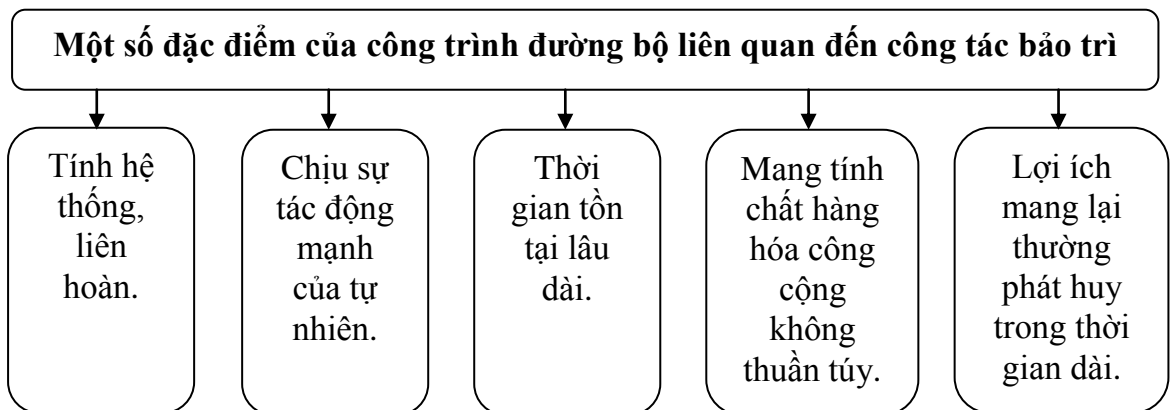 Một số đặc điểm của công trình đường bộ liên quan đến công tác bảo trì
Tính hệ
thống,
liên
hoàn.
Chịu sự
tác động
mạnh
của tự
nhiên.
Thời
gian tồn
tại lâu
dài.
Mang tính
chất hàng
hóa công
cộng
không
thuần túy.
Lợi ích
mang lại
thường
phát huy
trong thời
gian dài.